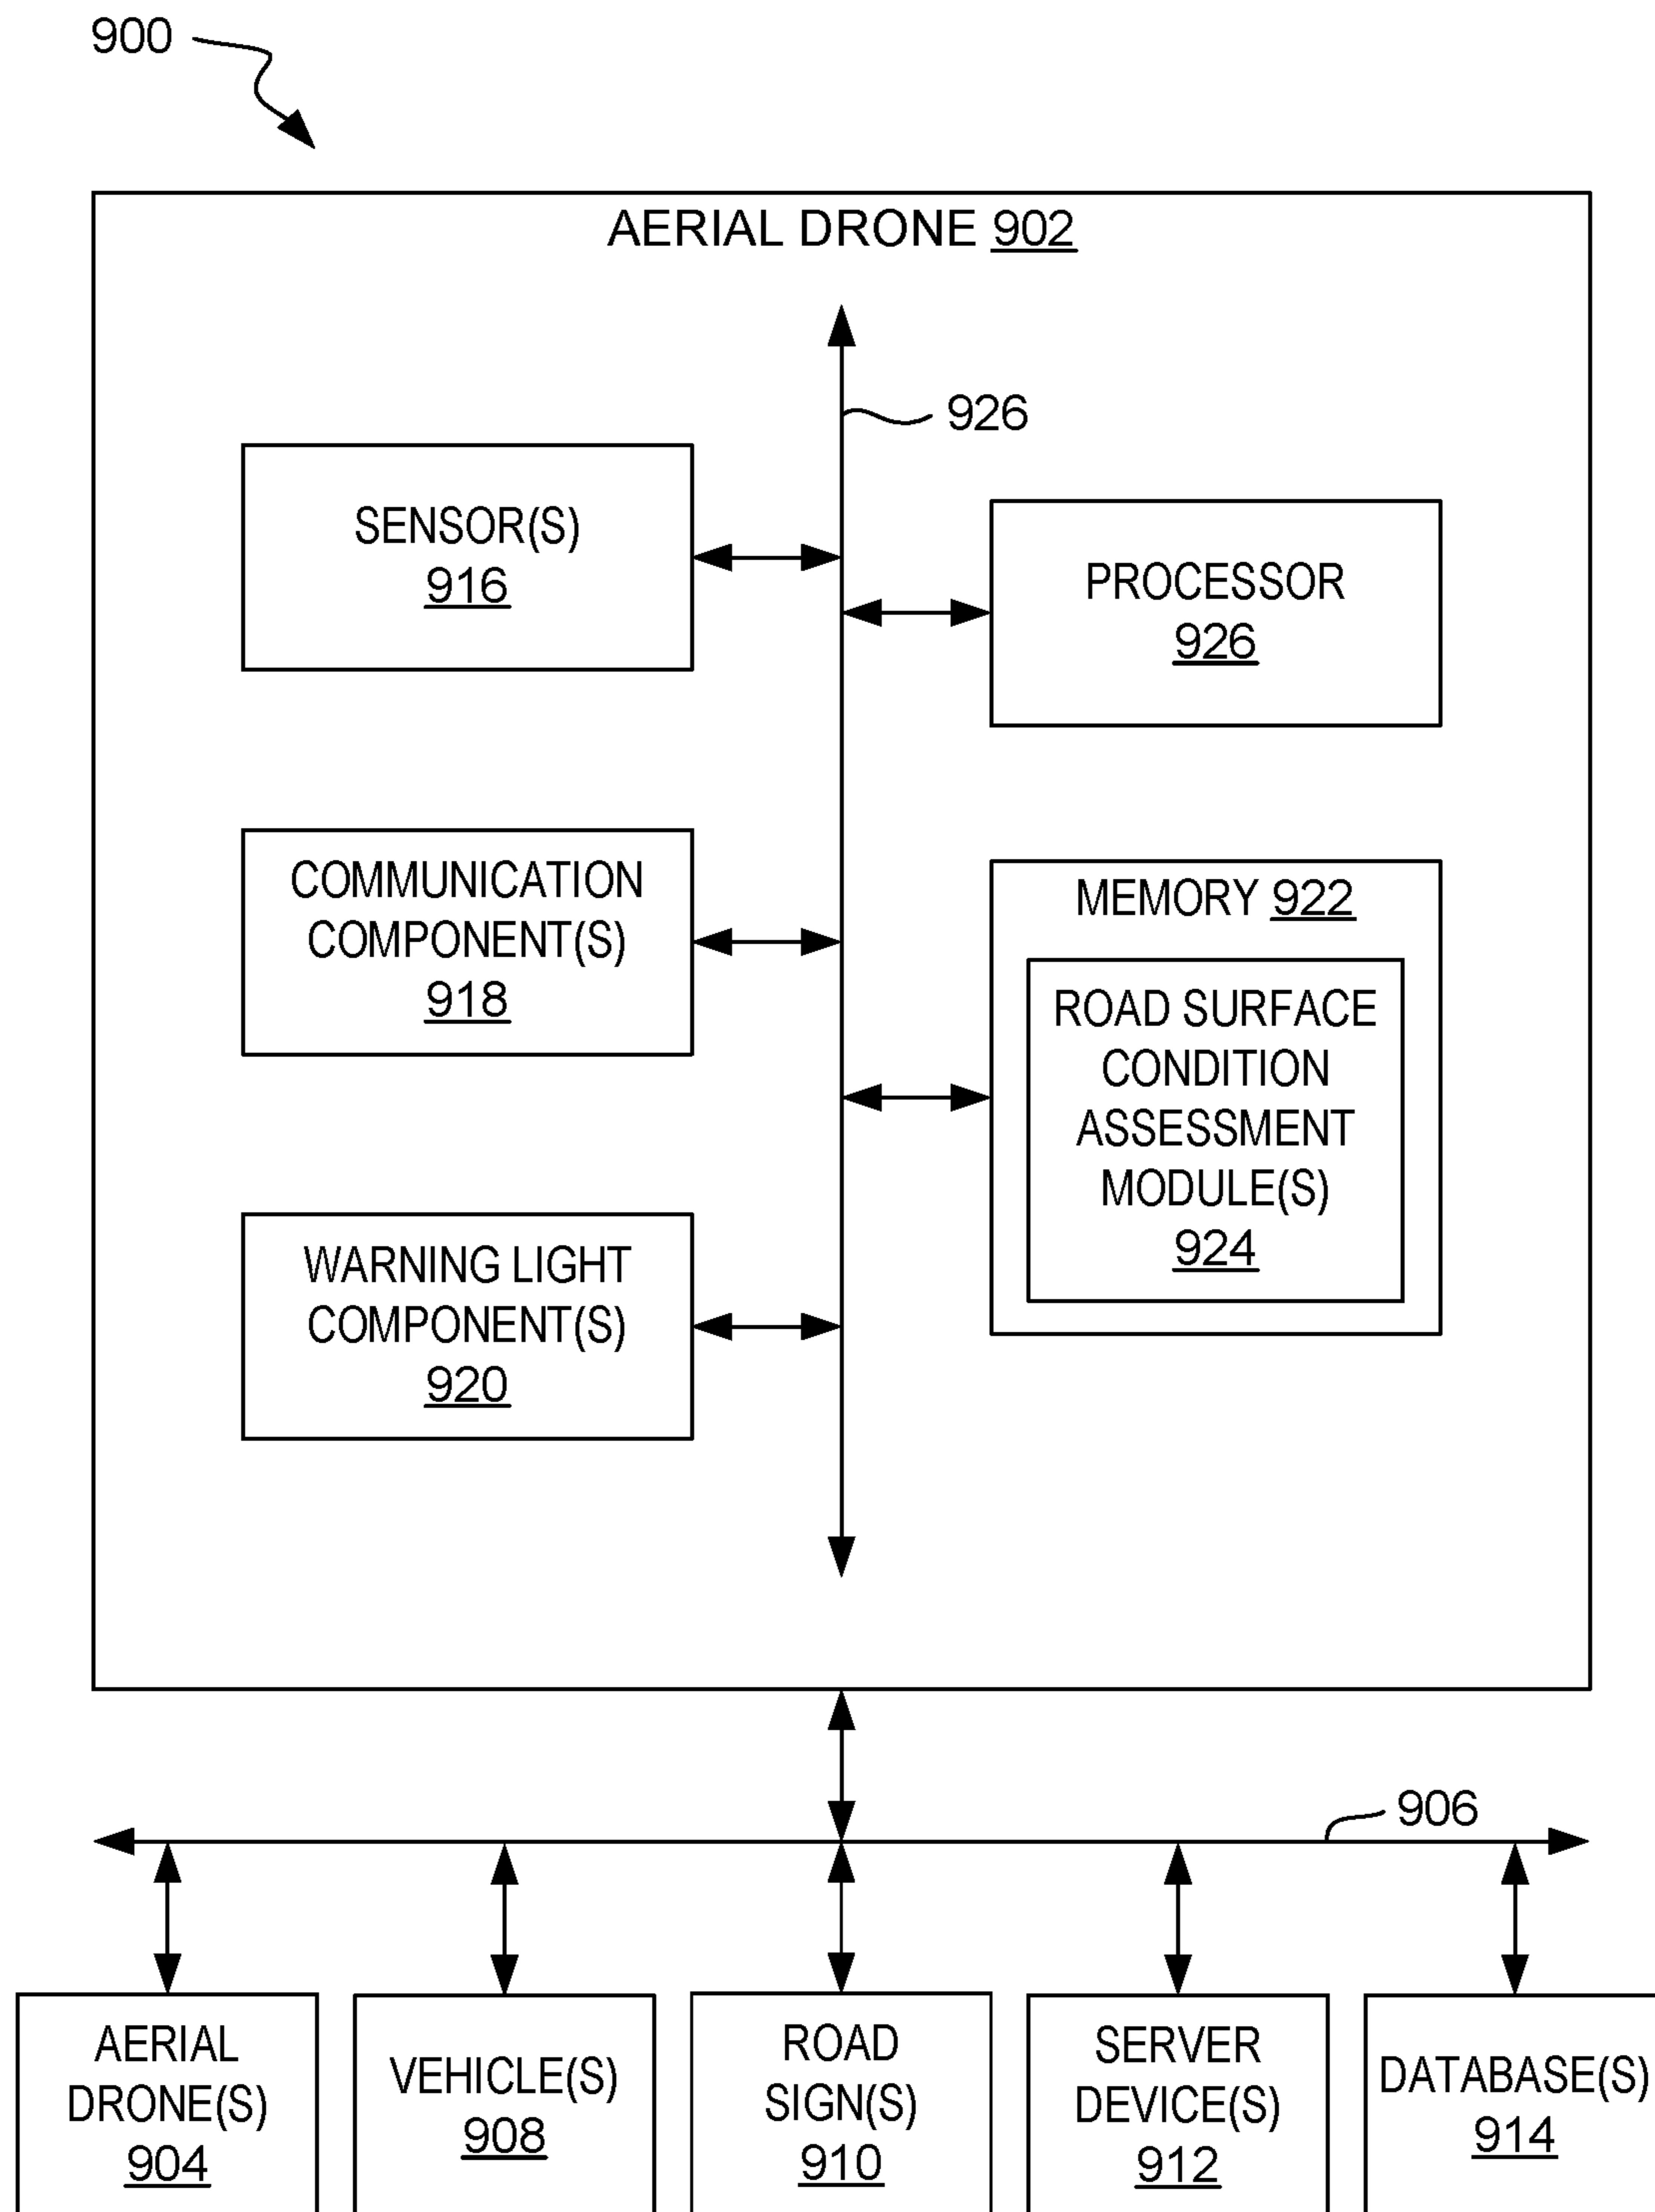 900
AERIAL DRONE 902
926
SENSOR(S)
916
PROCESSOR
926
COMMUNICATION
COMPONENT(S)
918
MEMORY 922
ROAD SURFACE
CONDITION
ASSESSMENT
MODULE(S)
924
WARNING LIGHT
COMPONENT(S)
920
906
AERIAL
DRONE(S)
904
VEHICLE(S)
908
ROAD
SIGN(S)
910
SERVER
DEVICE(S)
912
DATABASE(S)
914